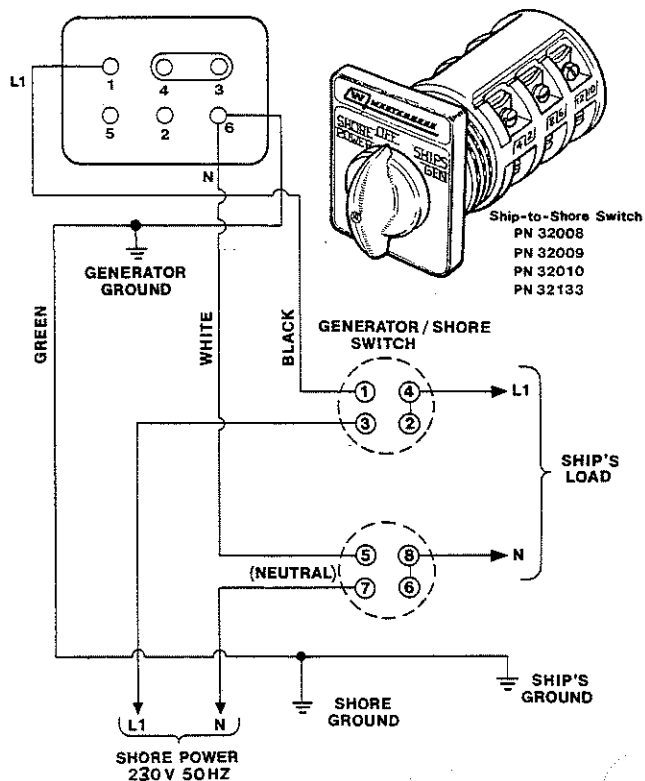 L1
1
4
3
5
2
6
N
GENERATOR
GROUND
GREEN
WHITE
BLACK
WESTERBEKE
SHORE
POWER
OFF
SHIPS
GEN
Ship-to-Shore Switch
PN 32008
PN 32009
PN 32010
PN 32133
GENERATOR / SHORE
SWITCH
1
4
L1
3
2
SHIP'S
LOAD
5
8
N
(NEUTRAL)
7
6
L1
N
SHORE
GROUND
SHIP'S
GROUND
SHORE POWER
230V 50HZ